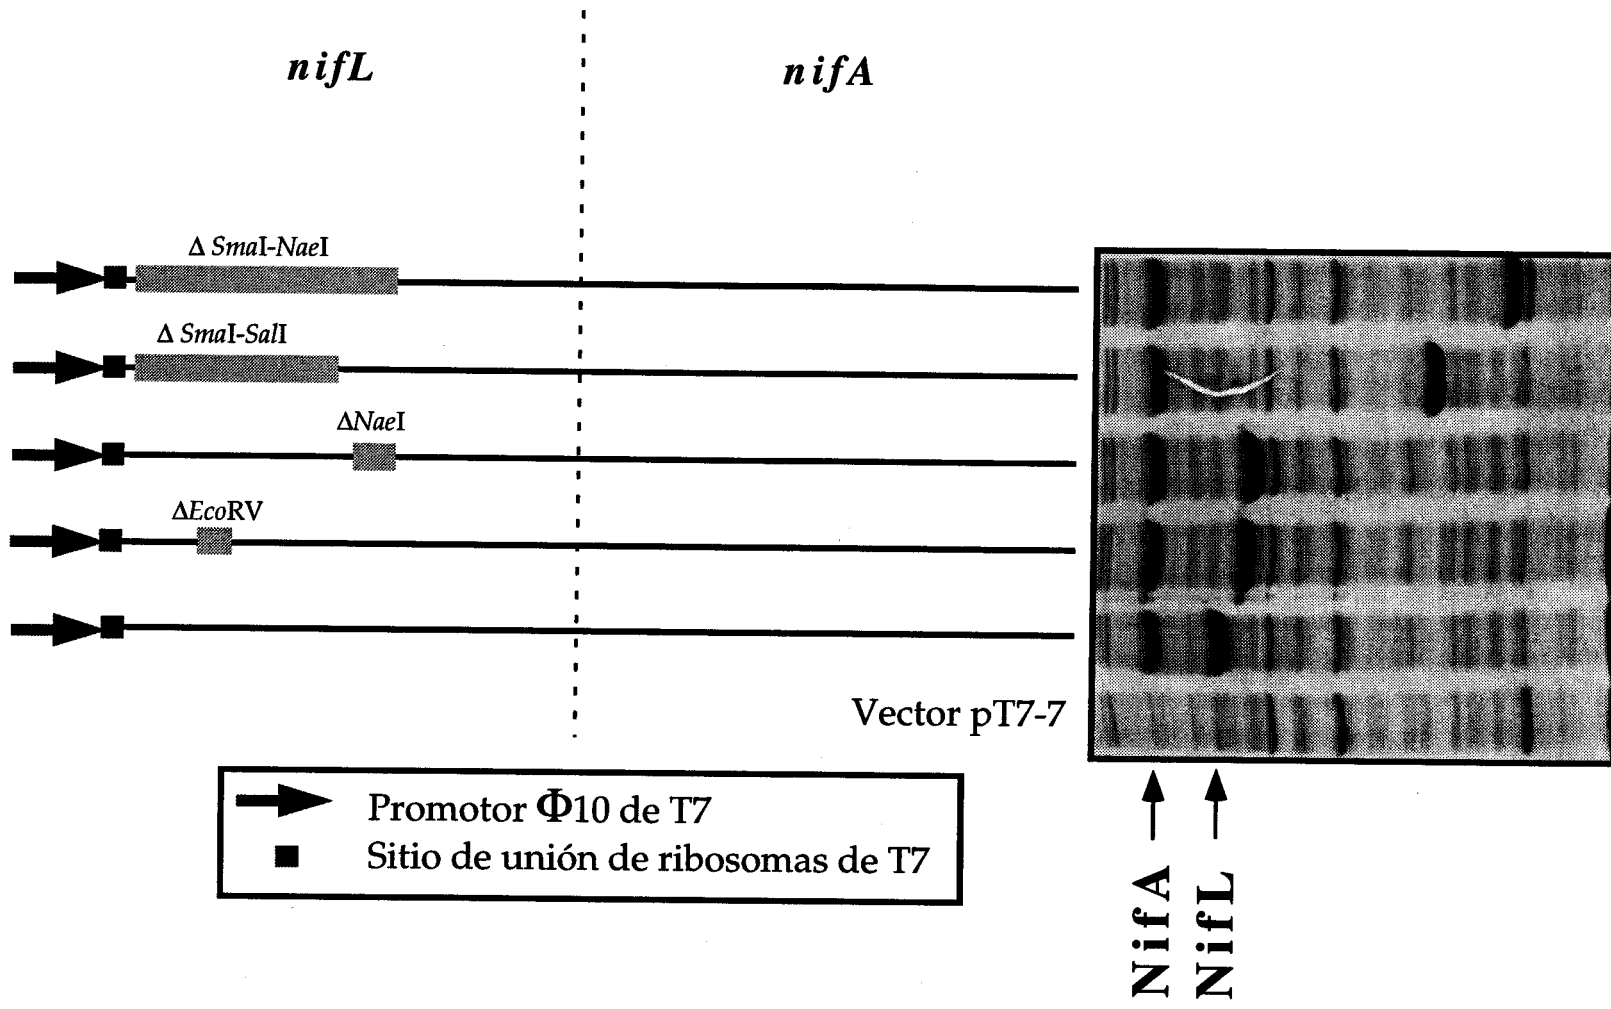 nifL
nifA
Δ SmaI-NaeI
Δ SmaI-SalI
ΔNaeI
ΔEcoRV
Vector pT7-7
Promotor Φ10 de T7
Sitio de unión de ribosomas de T7
NifA
NifL